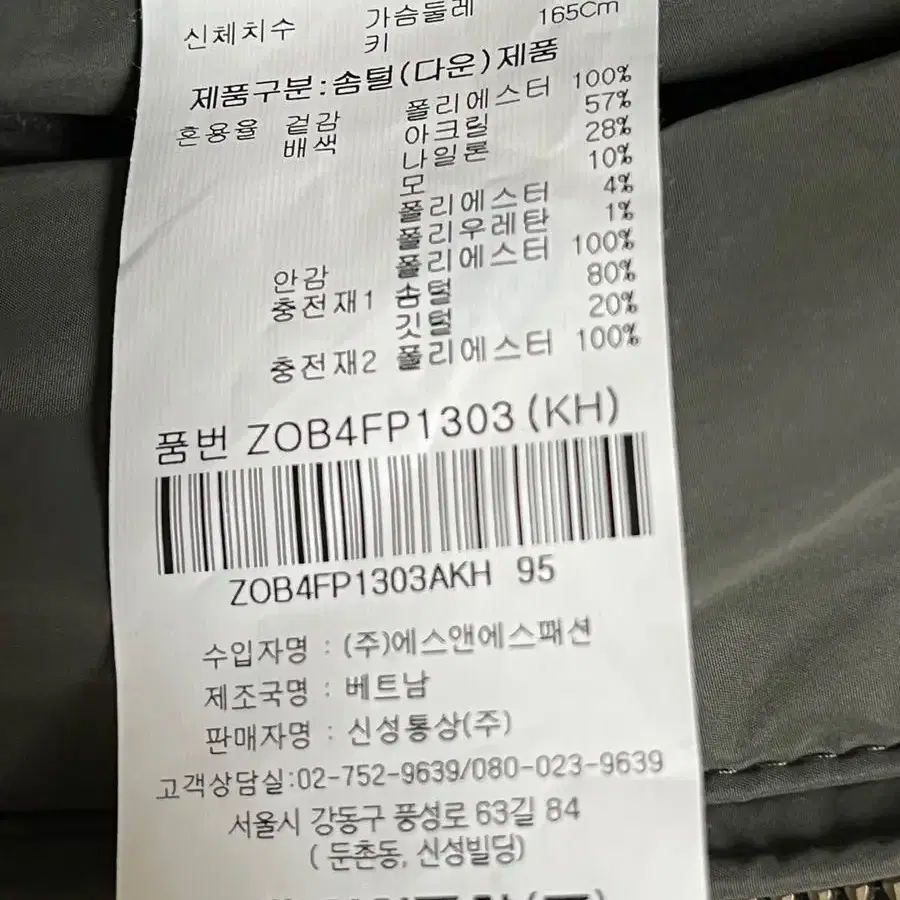 신체치수 가슴둘레
키 165Cm
제품구분:솜털(다운)제품
혼용율 겉감 폴리에스터 100%
배색 아크릴 57%
나일론 28%
모 10%
폴리에스터 4%
폴리우레탄 1%
안감 폴리에스터 100%
충전재1 솜털 80%
깃털 20%
충전재2 폴리에스터 100%
품번 ZOB4FP1303(KH)
ZOB4FP1303AKH 95
수입자명 : (주)에스앤에스패션
제조국명 : 베트남
판매자명 : 신성통상(주)
고객상담실:02-752-9639/080-023-9639
서울시 강동구 풍성로 63길 84
(둔촌동, 신성빌딩)